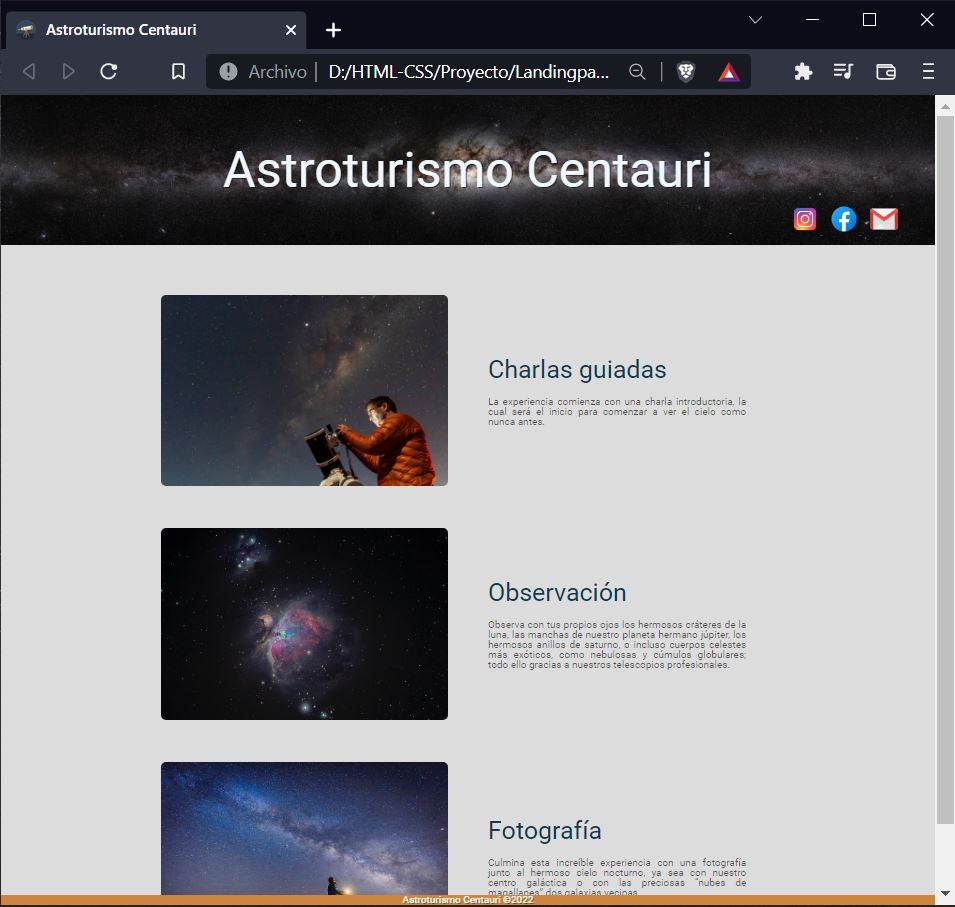 Astroturismo Centauri
Archivo | D:/HTML-CSS/Proyecto/Landingpa...
Astroturismo Centauri
Charlas guiadas
La experiencia comienza con una charla introductoria, la
cual será el inicio para comenzar a ver el cielo como
nunca antes.
Observación
Observa con tus propios ojos los hermosos cráteres de la
luna, las manchas de nuestro planeta hermano júpiter, los
hermosos anillos de saturno, o incluso cuerpos celestes
más exóticos, como nebulosas y cúmulos globulares;
todo ello gracias a nuestros telescopios profesionales.
Fotografía
Culmina esta increíble experiencia con una fotografía
junto al hermoso cielo nocturno, ya sea con nuestro
centro galáctica o con las preciosas "nubes de
magallanes" dos galaxias vecinas
Astroturismo Centauri ©2022